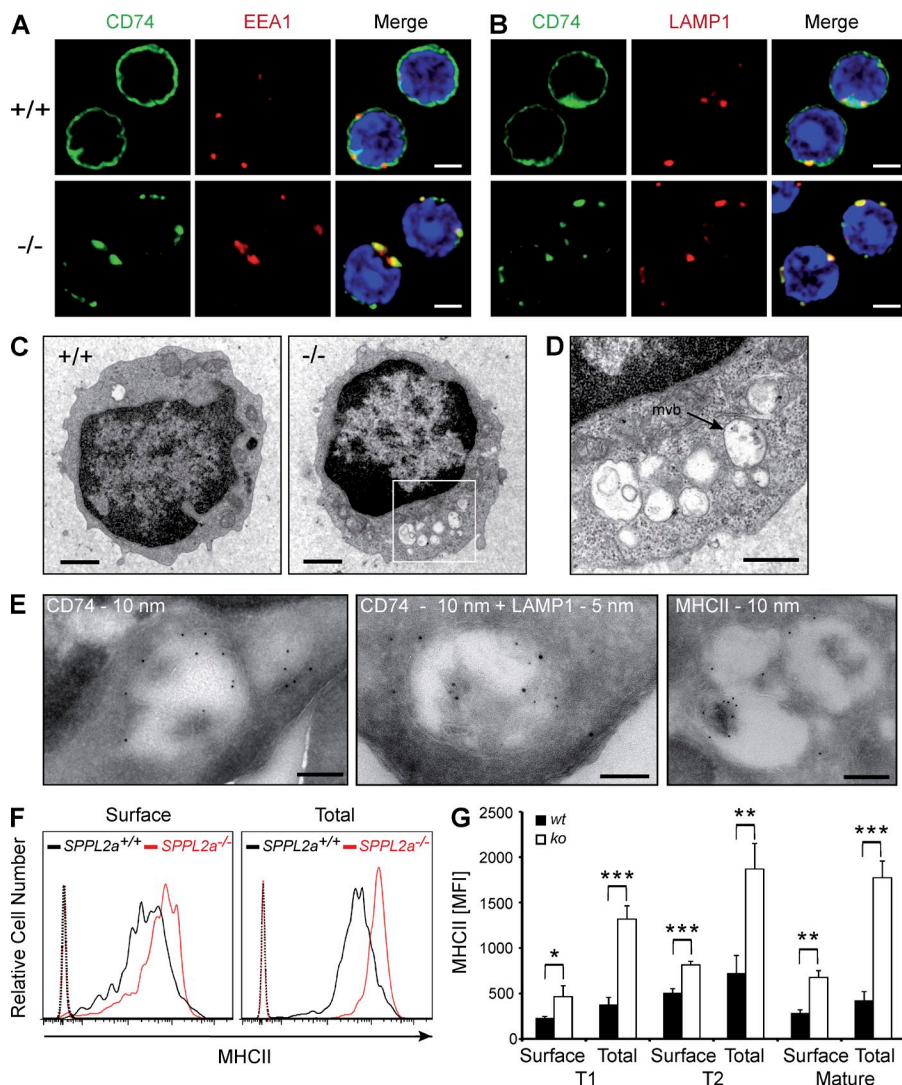 A CD74 EEA1 Merge B CD74 LAMP1 Merge
+/+
-/-
C +/+ -/- D
mvb
E CD74 - 10 nm CD74 - 10 nm + LAMP1 - 5 nm MHCII - 10 nm
F Surface Total
SPPL2a+/+ SPPL2a-/- SPPL2a+/+ SPPL2a-/-
Relative Cell Number
MHCII
G
wt
ko
MHCII [MFI]
2500
2000
1500
1000
500
0
* *** *** ** ** ***
Surface Total Surface Total Surface Total
T1 T2 Mature